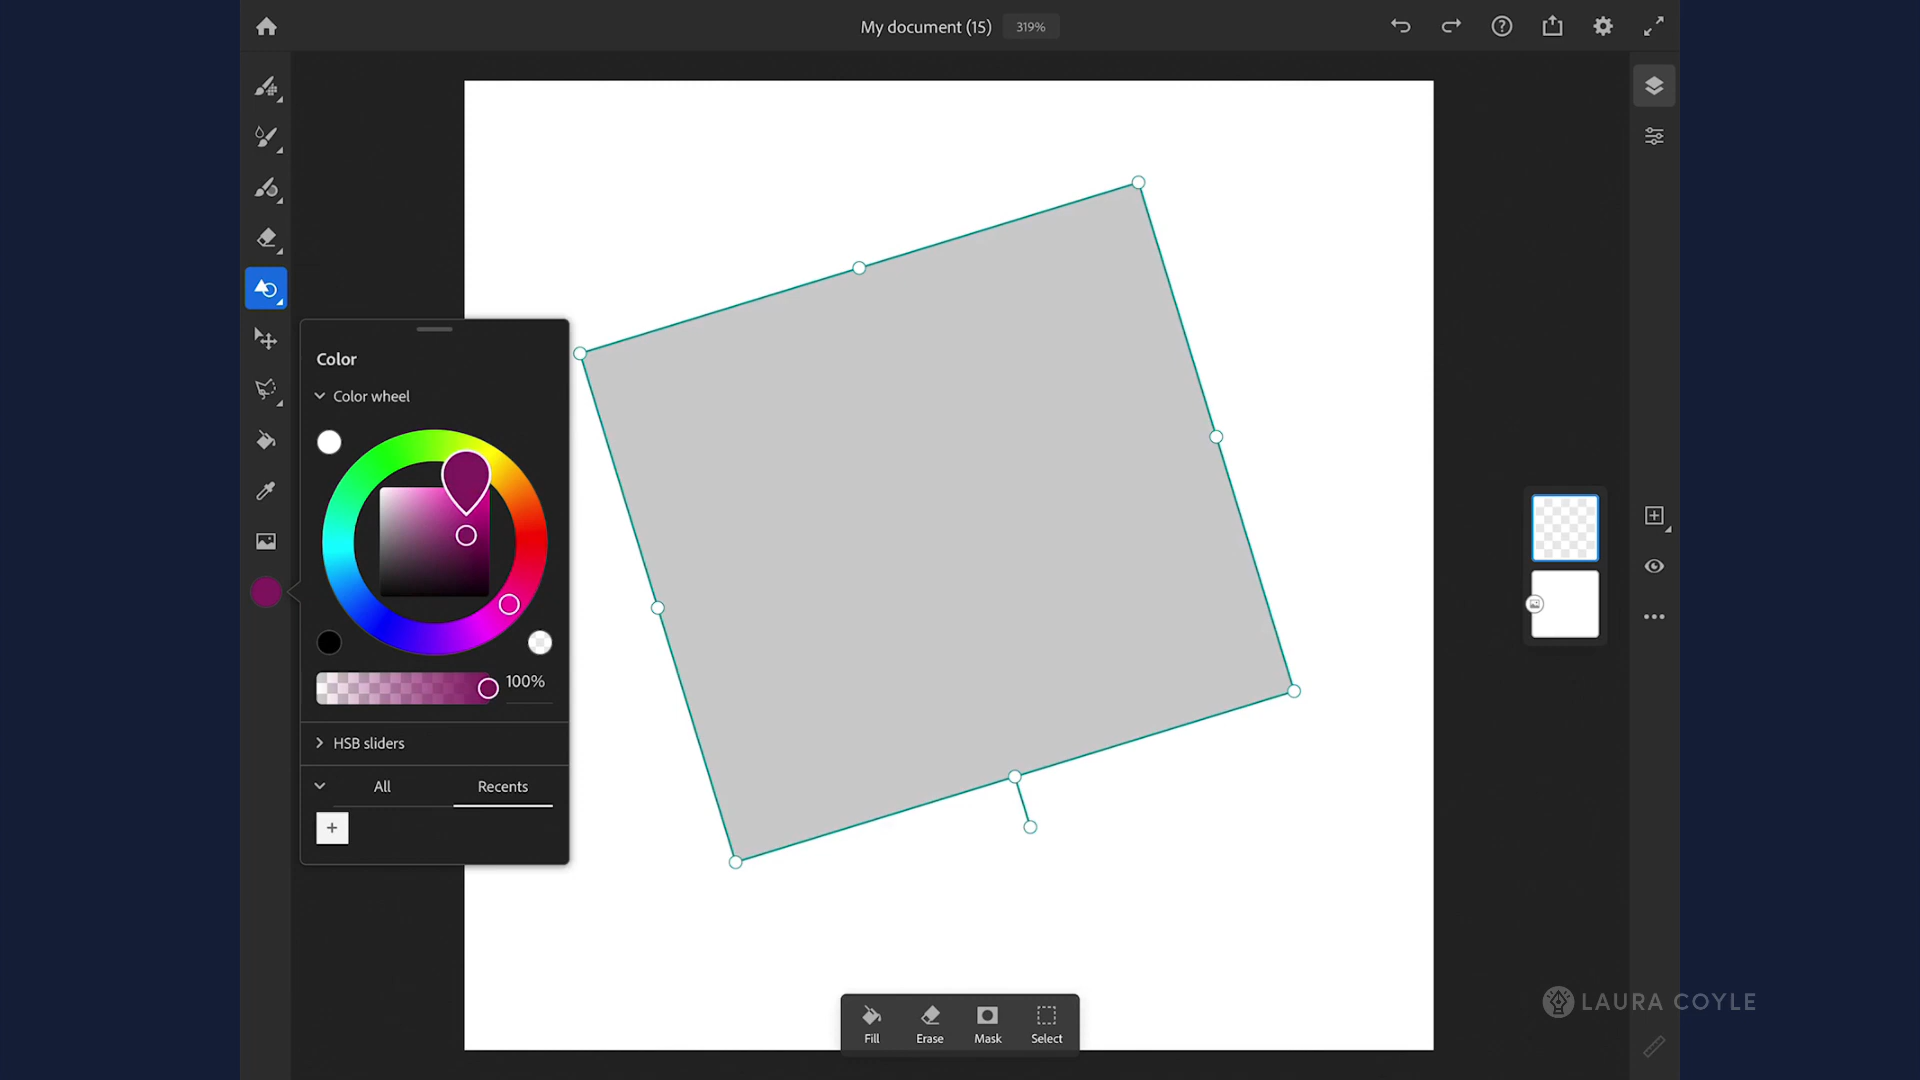 My document (15) 319%
Color
Color wheel
100%
HSB sliders
All Recents
Fill Erase Mask Select
LAURA COYLE